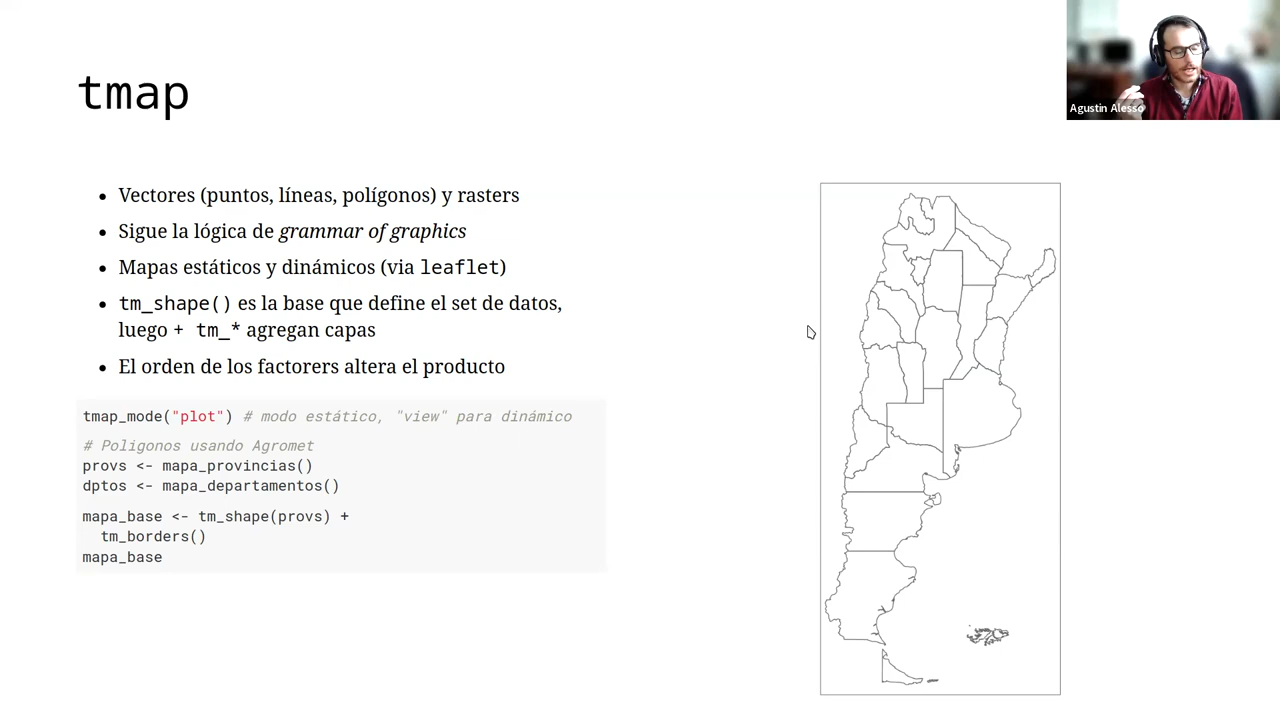 tmap
Agustin Alesso
• Vectores (puntos, líneas, polígonos) y rasters
• Sigue la lógica de grammar of graphics
• Mapas estáticos y dinámicos (via leaflet)
• tm_shape() es la base que define el set de datos,
luego + tm_* agregan capas
• El orden de los factorers altera el producto
tmap_mode("plot") # modo estático, "view" para dinámico
# Poligonos usando Agromet
provs <- mapa_provincias()
dptos <- mapa_departamentos()
mapa_base <- tm_shape(provs) +
  tm_borders()
mapa_base